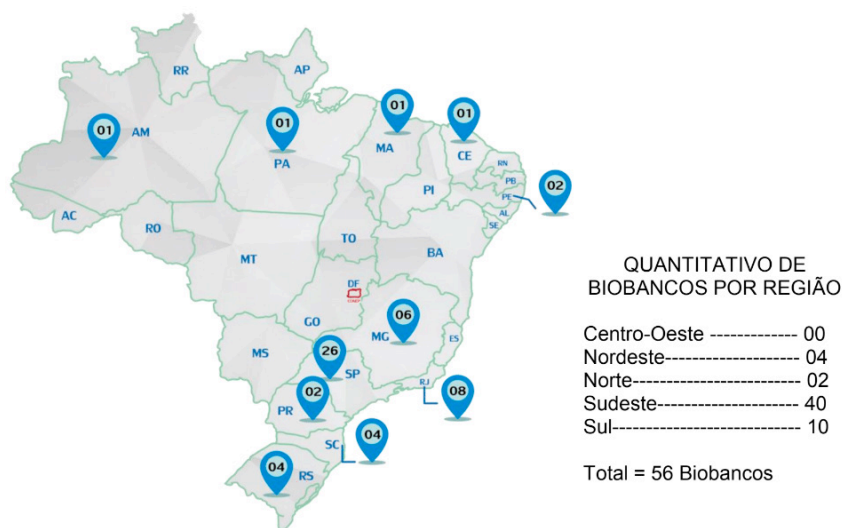 RR
AP
01
AM
01
PA
01
MA
01
CE
RN
PB
PE
02
AL
SE
PI
AC
RO
TO
BA
MT
DF
GO
06
MG
ES
MS
26
SP
RJ
08
02
PR
SC
04
04
RS
QUANTITATIVO DE
BIOBANCOS POR REGIÃO
Centro-Oeste ------------- 00
Nordeste-------------------- 04
Norte------------------------- 02
Sudeste--------------------- 40
Sul---------------------------- 10
Total = 56 Biobancos